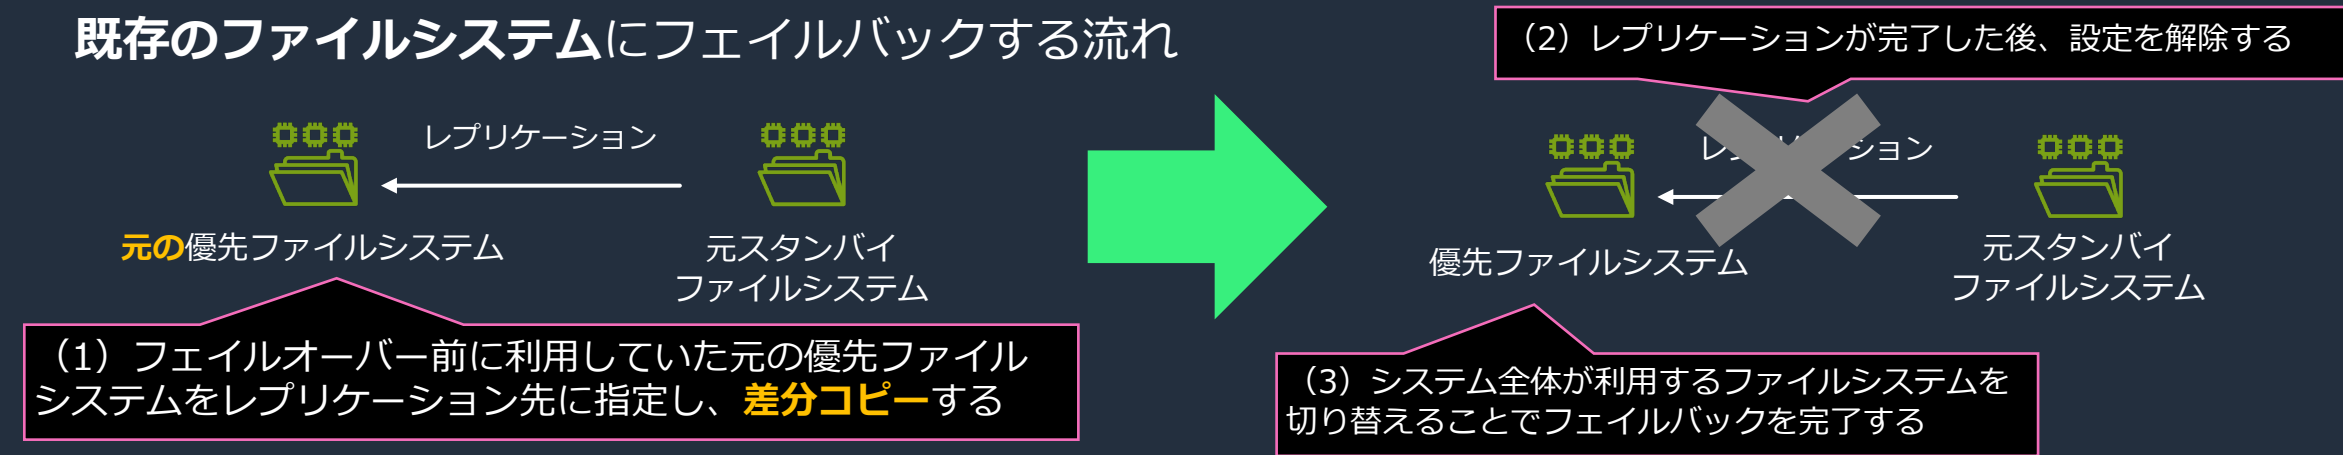 既存のファイルシステムにフェイルバックする流れ
レプリケーション
元の優先ファイルシステム
元スタンバイ
ファイルシステム
（1）フェイルオーバー前に利用していた元の優先ファイル
システムをレプリケーション先に指定し、差分コピーする
（2）レプリケーションが完了した後、設定を解除する
優先ファイルシステム
元スタンバイ
ファイルシステム
（3）システム全体が利用するファイルシステムを
切り替えることでフェイルバックを完了する